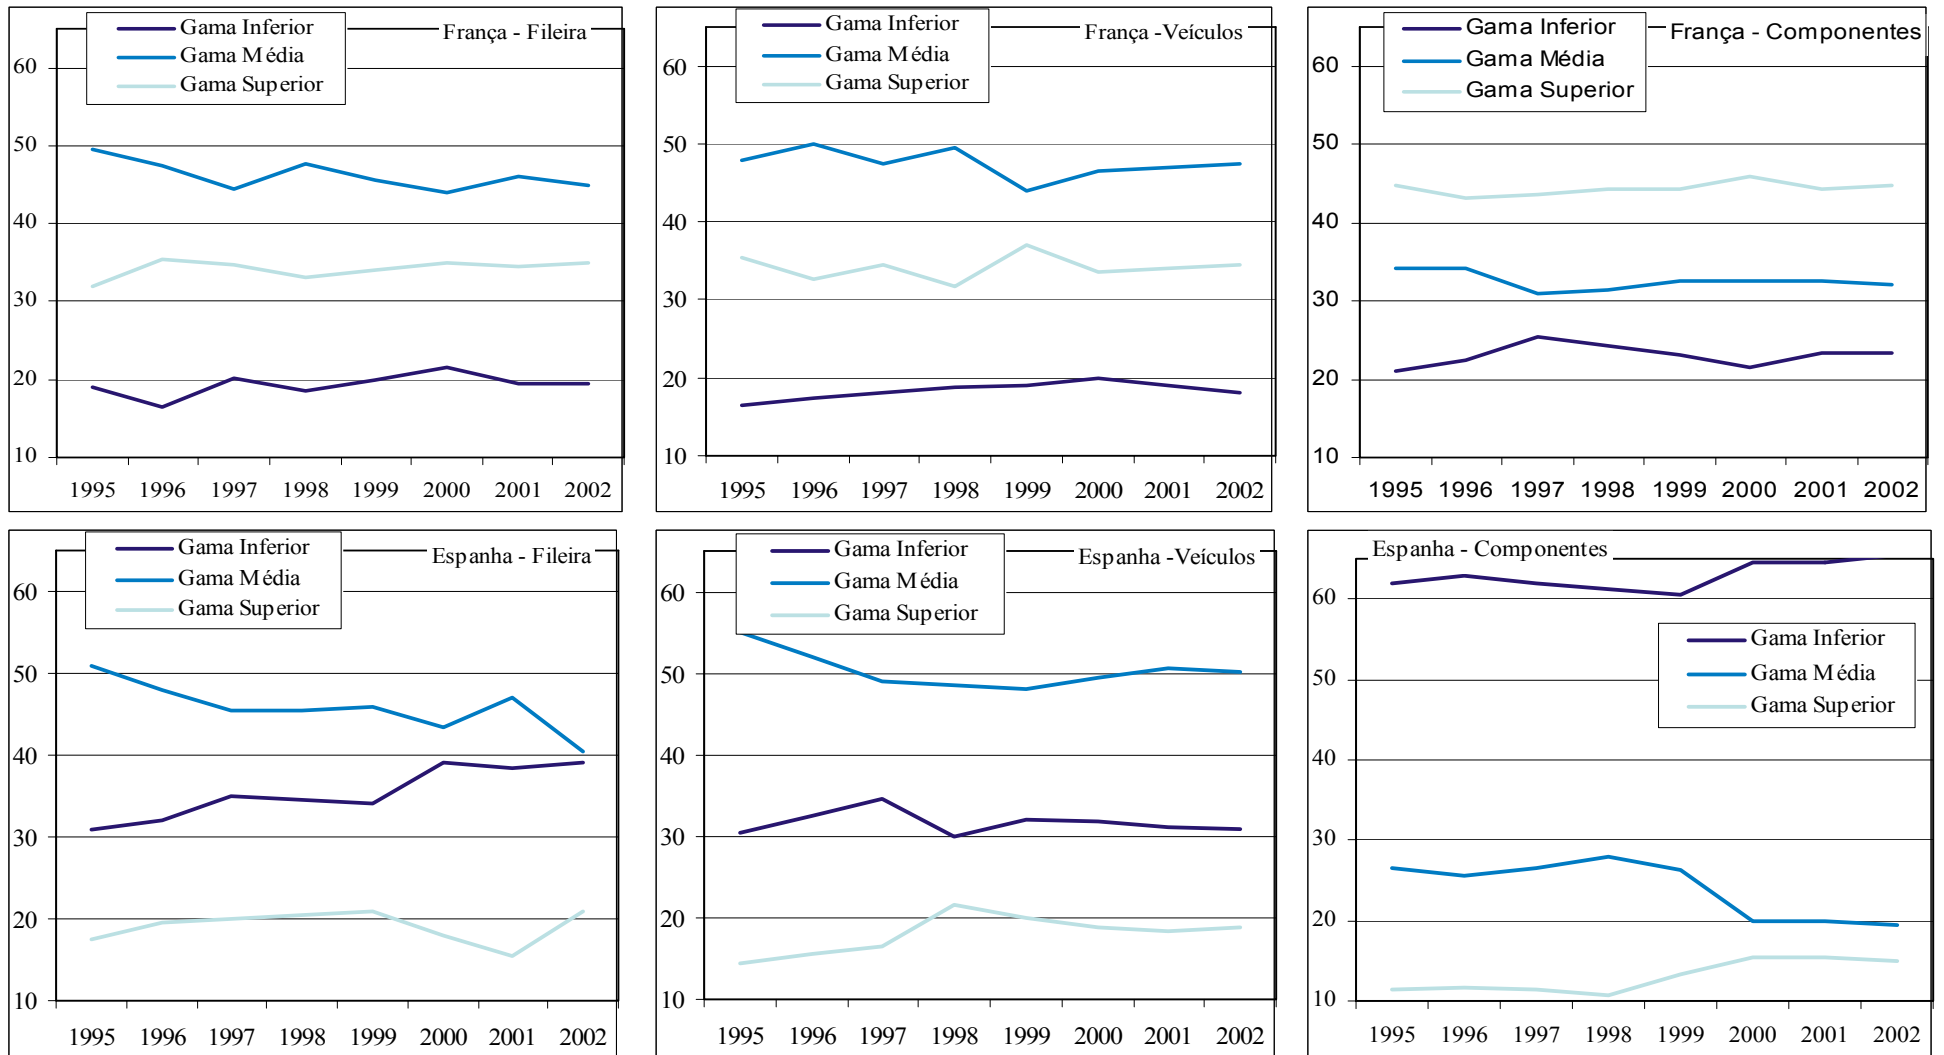 França - Fileira
Gama Inferior
Gama Média
Gama Superior
60
50
40
30
20
10
1995 1996 1997 1998 1999 2000 2001 2002
França -Veículos
Gama Inferior
Gama Média
Gama Superior
60
50
40
30
20
10
1995 1996 1997 1998 1999 2000 2001 2002
França - Componentes
Gama Inferior
Gama Média
Gama Superior
60
50
40
30
20
10
1995 1996 1997 1998 1999 2000 2001 2002
Espanha - Fileira
Gama Inferior
Gama Média
Gama Superior
60
50
40
30
20
10
1995 1996 1997 1998 1999 2000 2001 2002
Espanha -Veículos
Gama Inferior
Gama Média
Gama Superior
60
50
40
30
20
10
1995 1996 1997 1998 1999 2000 2001 2002
Espanha - Componentes
Gama Inferior
Gama Média
Gama Superior
60
50
40
30
20
10
1995 1996 1997 1998 1999 2000 2001 2002